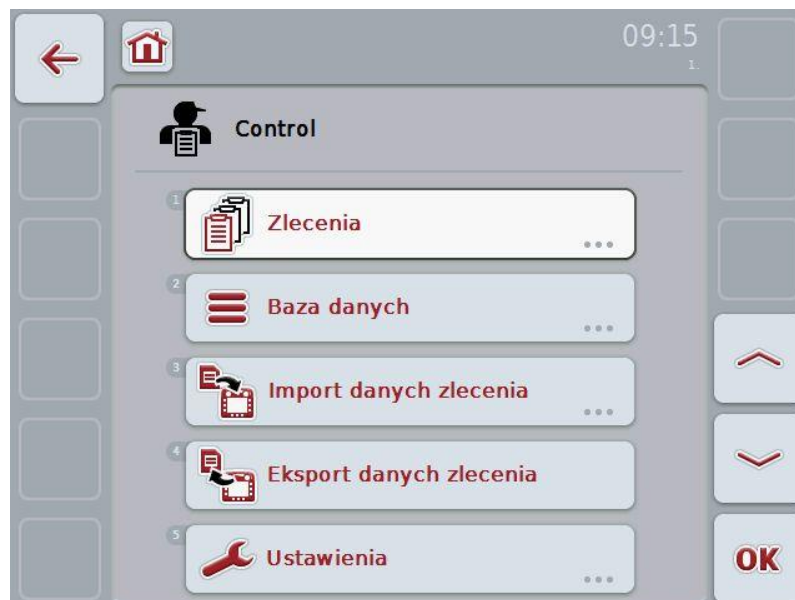 09:15
1.
Control
1
Zlecenia
2
Baza danych
3
Import danych zlecenia
4
Eksport danych zlecenia
5
Ustawienia
OK